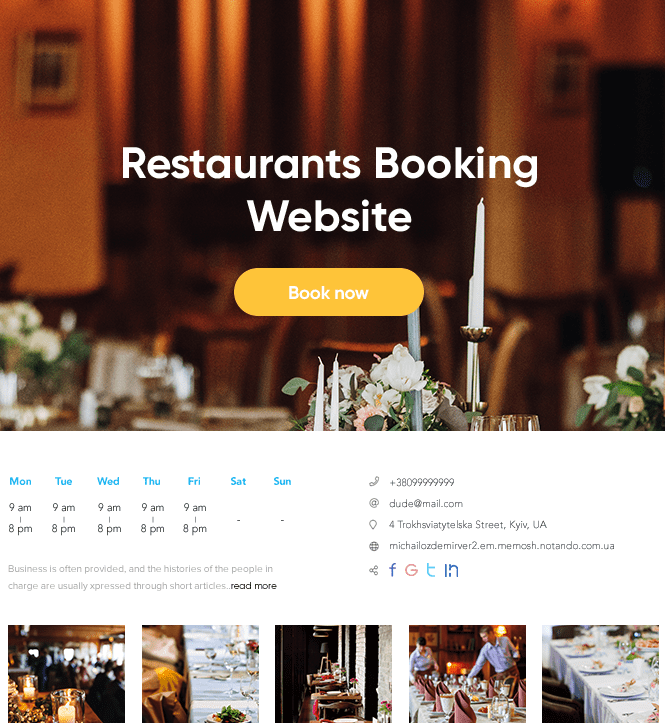 Restaurants Booking
Website
Book now
Mon Tue Wed Thu Fri Sat Sun
9 am 9 am 9 am 9 am 9 am - -
8 pm 8 pm 8 pm 8 pm 8 pm
Business is often provided, and the histories of the people in
charge are usually xpressed through short articles..read more
+38099999999
dude@mail.com
4 Trokhsviatytelska Street, Kyiv, UA
michailozdemirver2.em.memosh.notando.com.ua